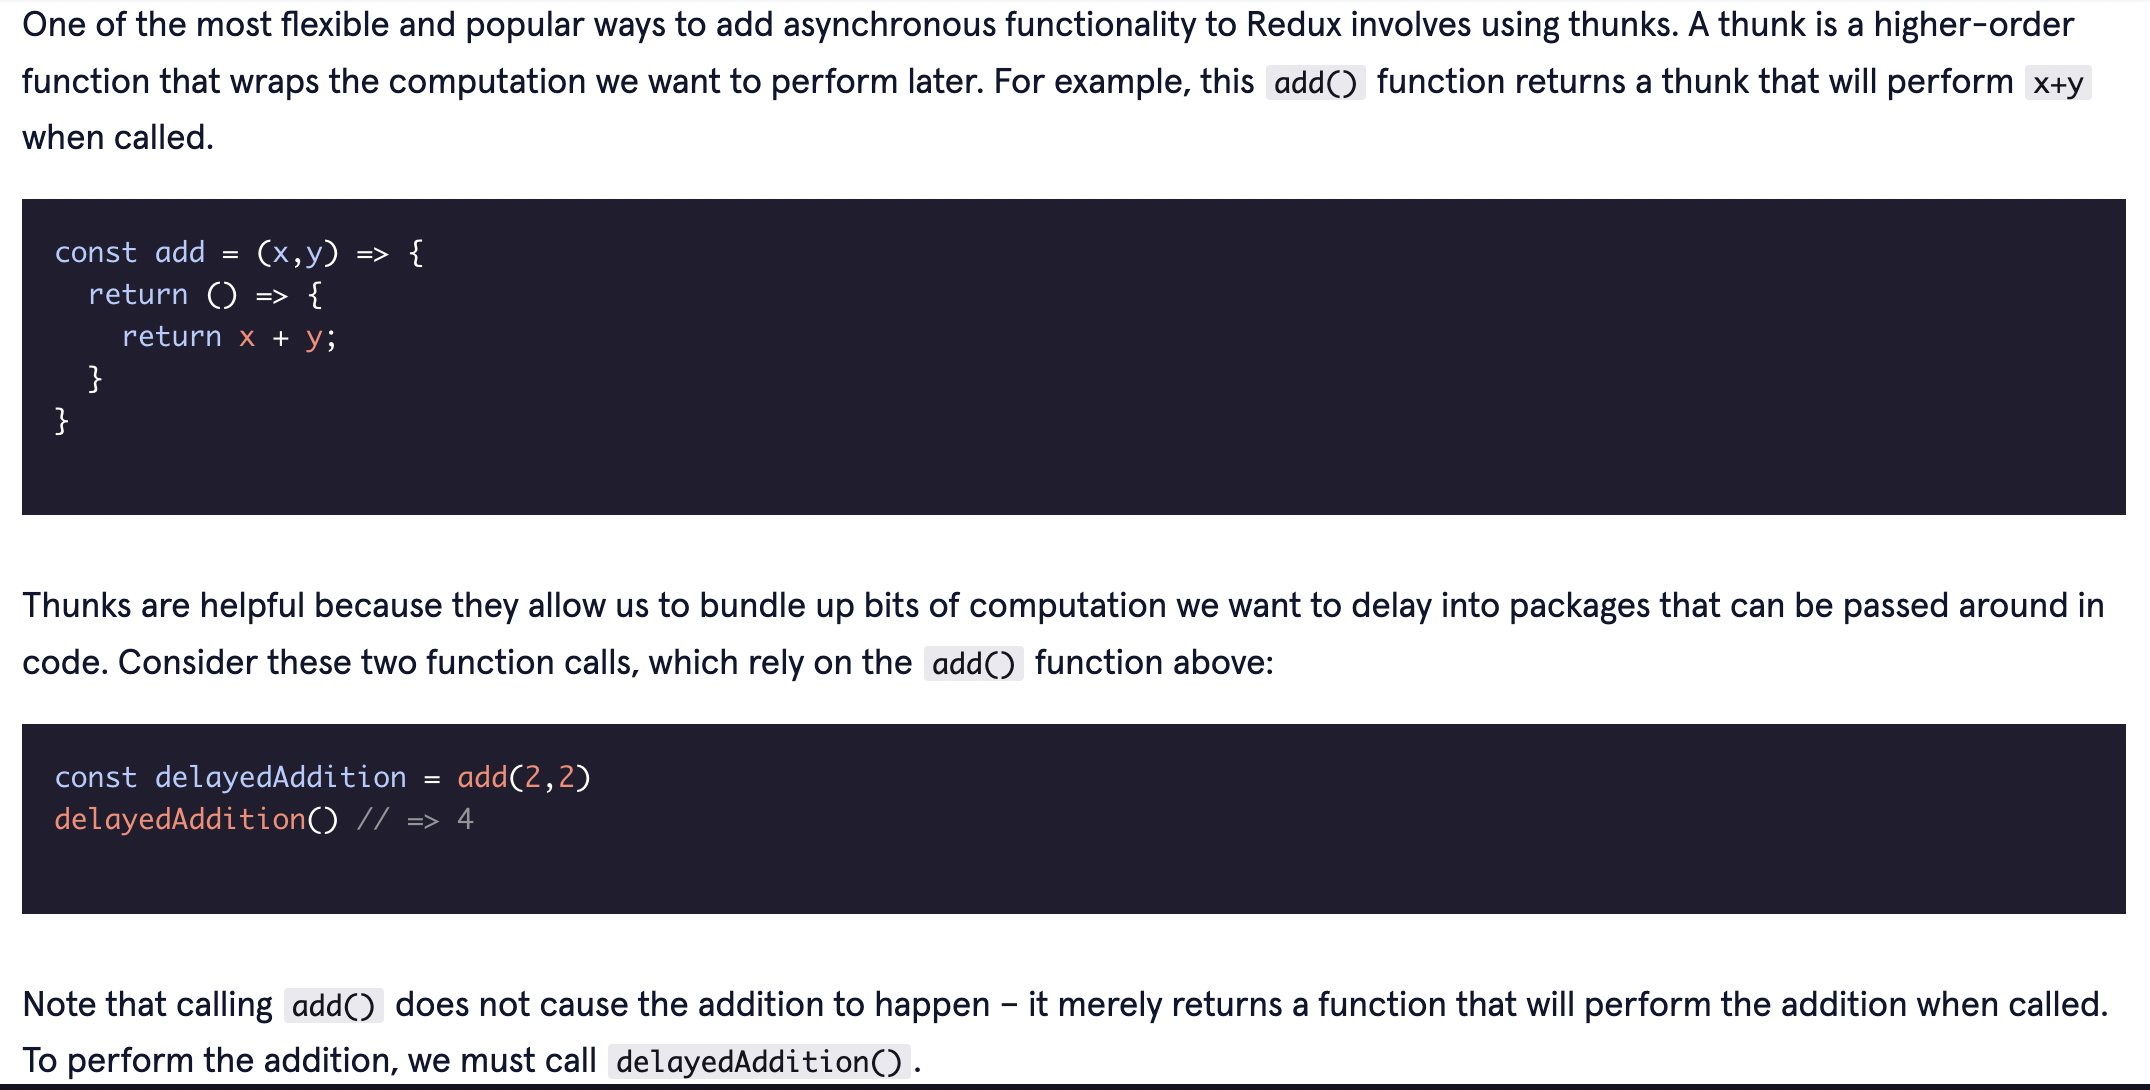 One of the most flexible and popular ways to add asynchronous functionality to Redux involves using thunks. A thunk is a higher-order
function that wraps the computation we want to perform later. For example, this add() function returns a thunk that will perform x+y
when called.
const add = (x,y) => {
  return () => {
    return x + y;
  }
}
Thunks are helpful because they allow us to bundle up bits of computation we want to delay into packages that can be passed around in
code. Consider these two function calls, which rely on the add() function above:
const delayedAddition = add(2,2)
delayedAddition() // => 4
Note that calling add() does not cause the addition to happen – it merely returns a function that will perform the addition when called.
To perform the addition, we must call delayedAddition().